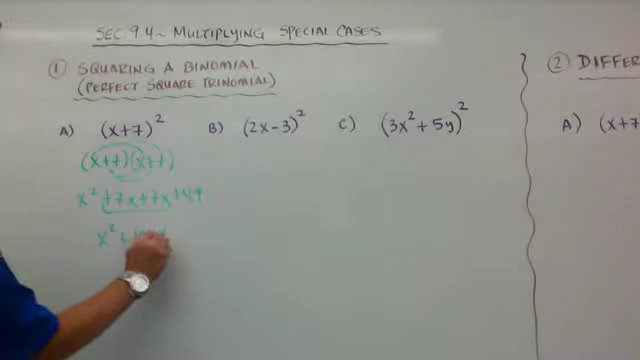 SEC. 9.4 - MULTIPLYING SPECIAL CASES
① SQUARING A BINOMIAL
(PERFECT SQUARE TRINOMIAL)
A) (x+7)²
(x+7)(x+7)
x² +7x+7x+49
x² +
B) (2x-3)²
C) (3x²+5y)²
② DIFFER
A) (x+7